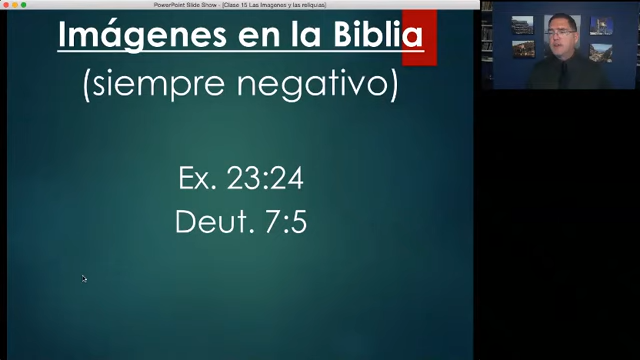 PowerPoint Slide Show - [Clase 15 Las Imagenes y las reliquias]
Imágenes en la Biblia
(siempre negativo)
Ex. 23:24
Deut. 7:5